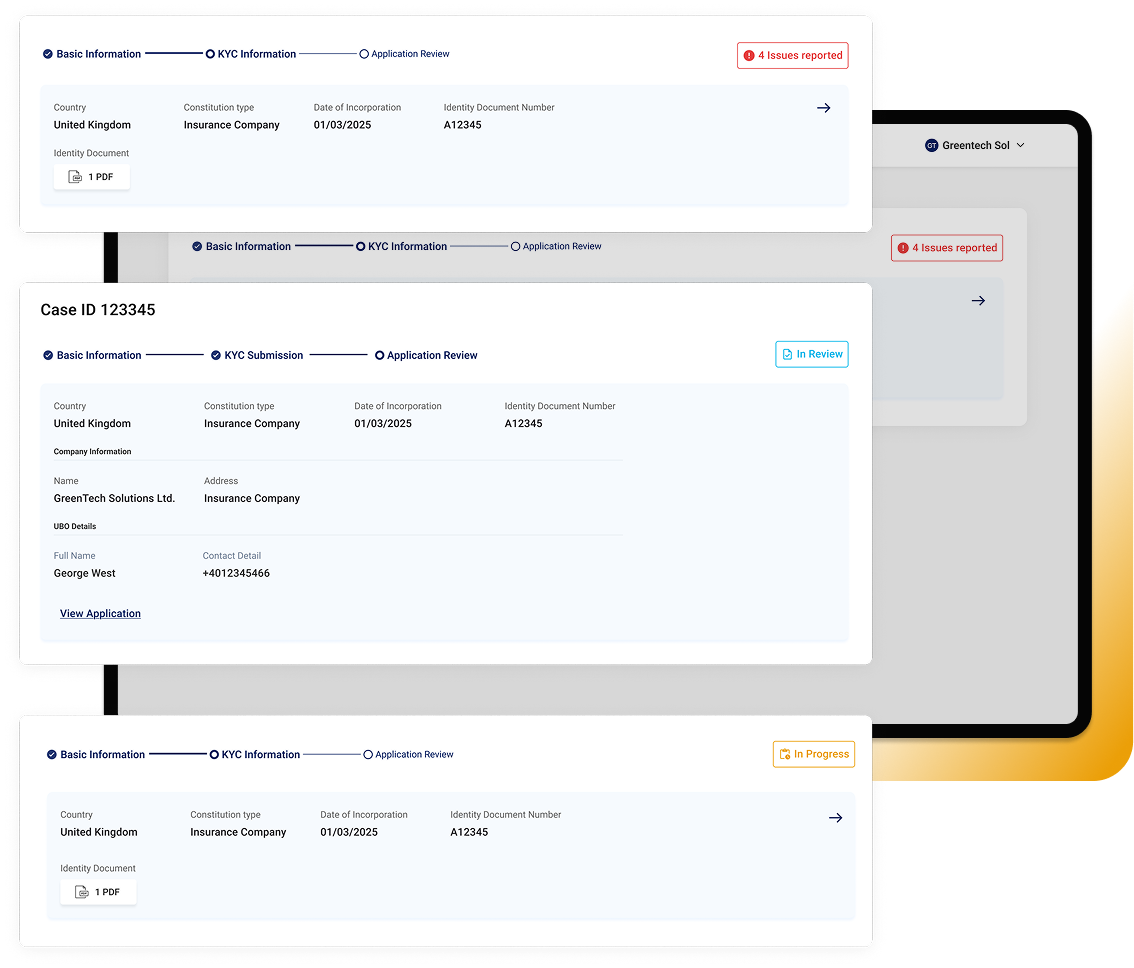 Basic Information KYC Information Application Review 4 Issues reported
Country Constitution type Date of Incorporation Identity Document Number
United Kingdom Insurance Company 01/03/2025 A12345
Identity Document
1 PDF
GT Greentech Sol
Basic Information KYC Information Application Review 4 Issues reported
Case ID 123345
Basic Information KYC Submission Application Review In Review
Country Constitution type Date of Incorporation Identity Document Number
United Kingdom Insurance Company 01/03/2025 A12345
Company Information
Name Address
GreenTech Solutions Ltd. Insurance Company
UBO Details
Full Name Contact Detail
George West +4012345466
View Application
Basic Information KYC Information Application Review In Progress
Country Constitution type Date of Incorporation Identity Document Number
United Kingdom Insurance Company 01/03/2025 A12345
Identity Document
1 PDF